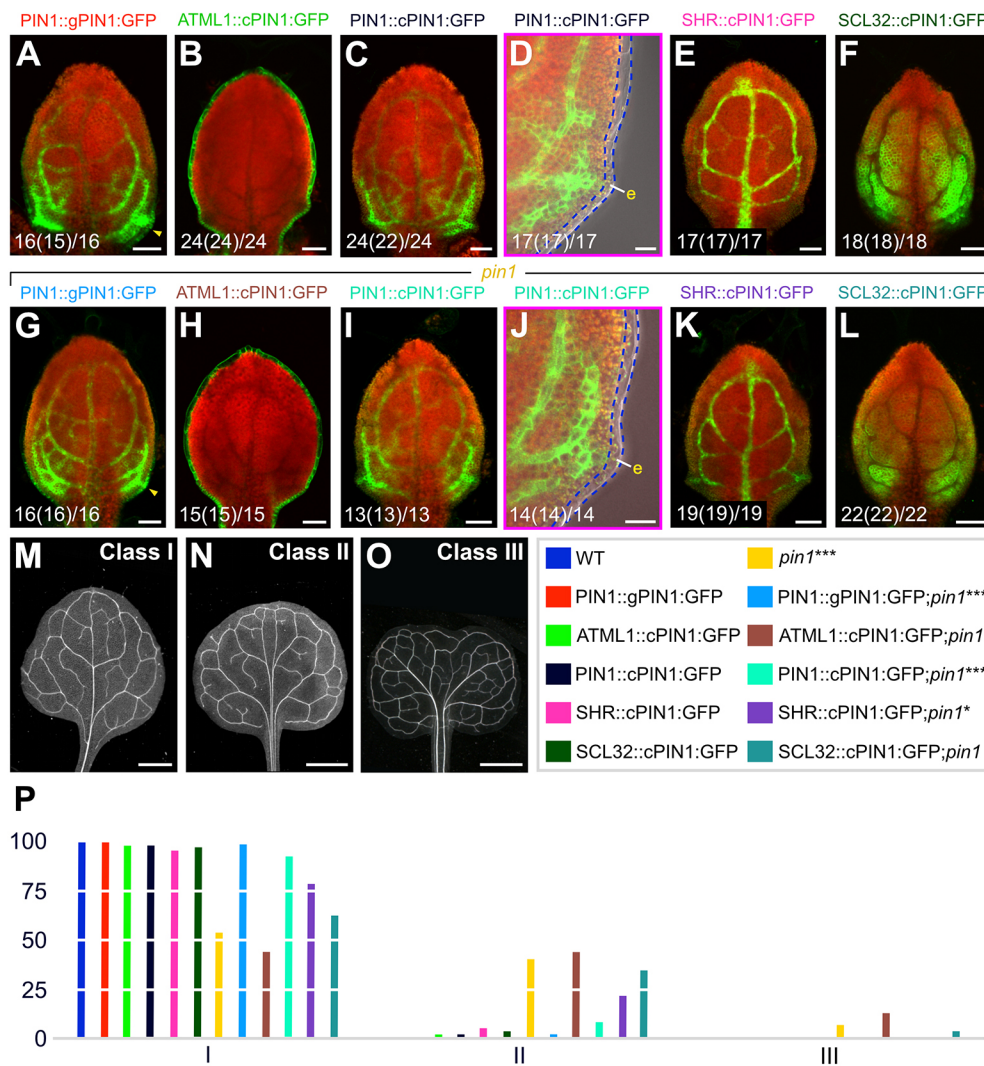 PIN1::gPIN1:GFP ATML1::cPIN1:GFP PIN1::cPIN1:GFP PIN1::cPIN1:GFP SHR::cPIN1:GFP SCL32::cPIN1:GFP
A B C D E F
e
16(15)/16 24(24)/24 24(22)/24 17(17)/17 17(17)/17 18(18)/18
pin1
PIN1::gPIN1:GFP ATML1::cPIN1:GFP PIN1::cPIN1:GFP PIN1::cPIN1:GFP SHR::cPIN1:GFP SCL32::cPIN1:GFP
G H I J K L
e
16(16)/16 15(15)/15 13(13)/13 14(14)/14 19(19)/19 22(22)/22
M Class I N Class II O Class III
WT pin1***
PIN1::gPIN1:GFP PIN1::gPIN1:GFP;pin1***
ATML1::cPIN1:GFP ATML1::cPIN1:GFP;pin1
PIN1::cPIN1:GFP PIN1::cPIN1:GFP;pin1***
SHR::cPIN1:GFP SHR::cPIN1:GFP;pin1*
SCL32::cPIN1:GFP SCL32::cPIN1:GFP;pin1
P
100
75
50
25
0
I II III